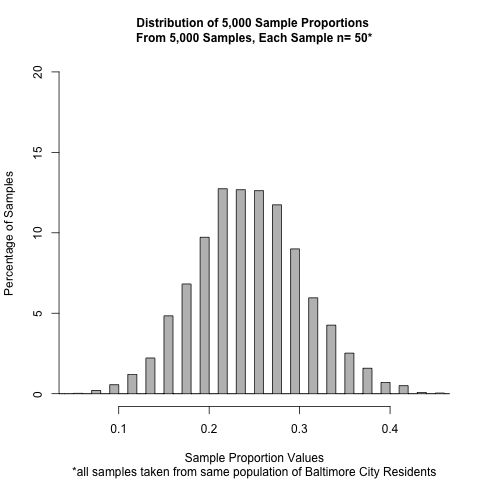 Distribution of 5,000 Sample Proportions
From 5,000 Samples, Each Sample n= 50*
Percentage of Samples
20
15
10
5
0
0.1 0.2 0.3 0.4
Sample Proportion Values
*all samples taken from same population of Baltimore City Residents